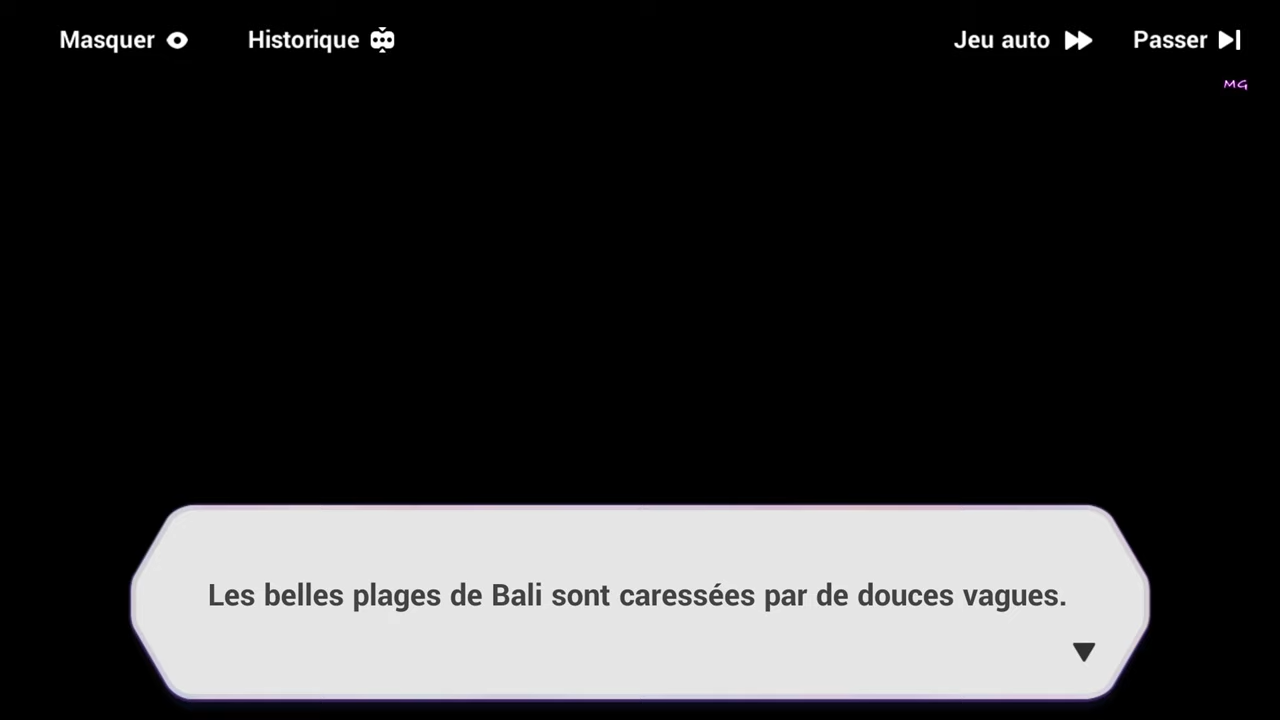 Masquer Historique Jeu auto Passer
MG
Les belles plages de Bali sont caressées par de douces vagues.